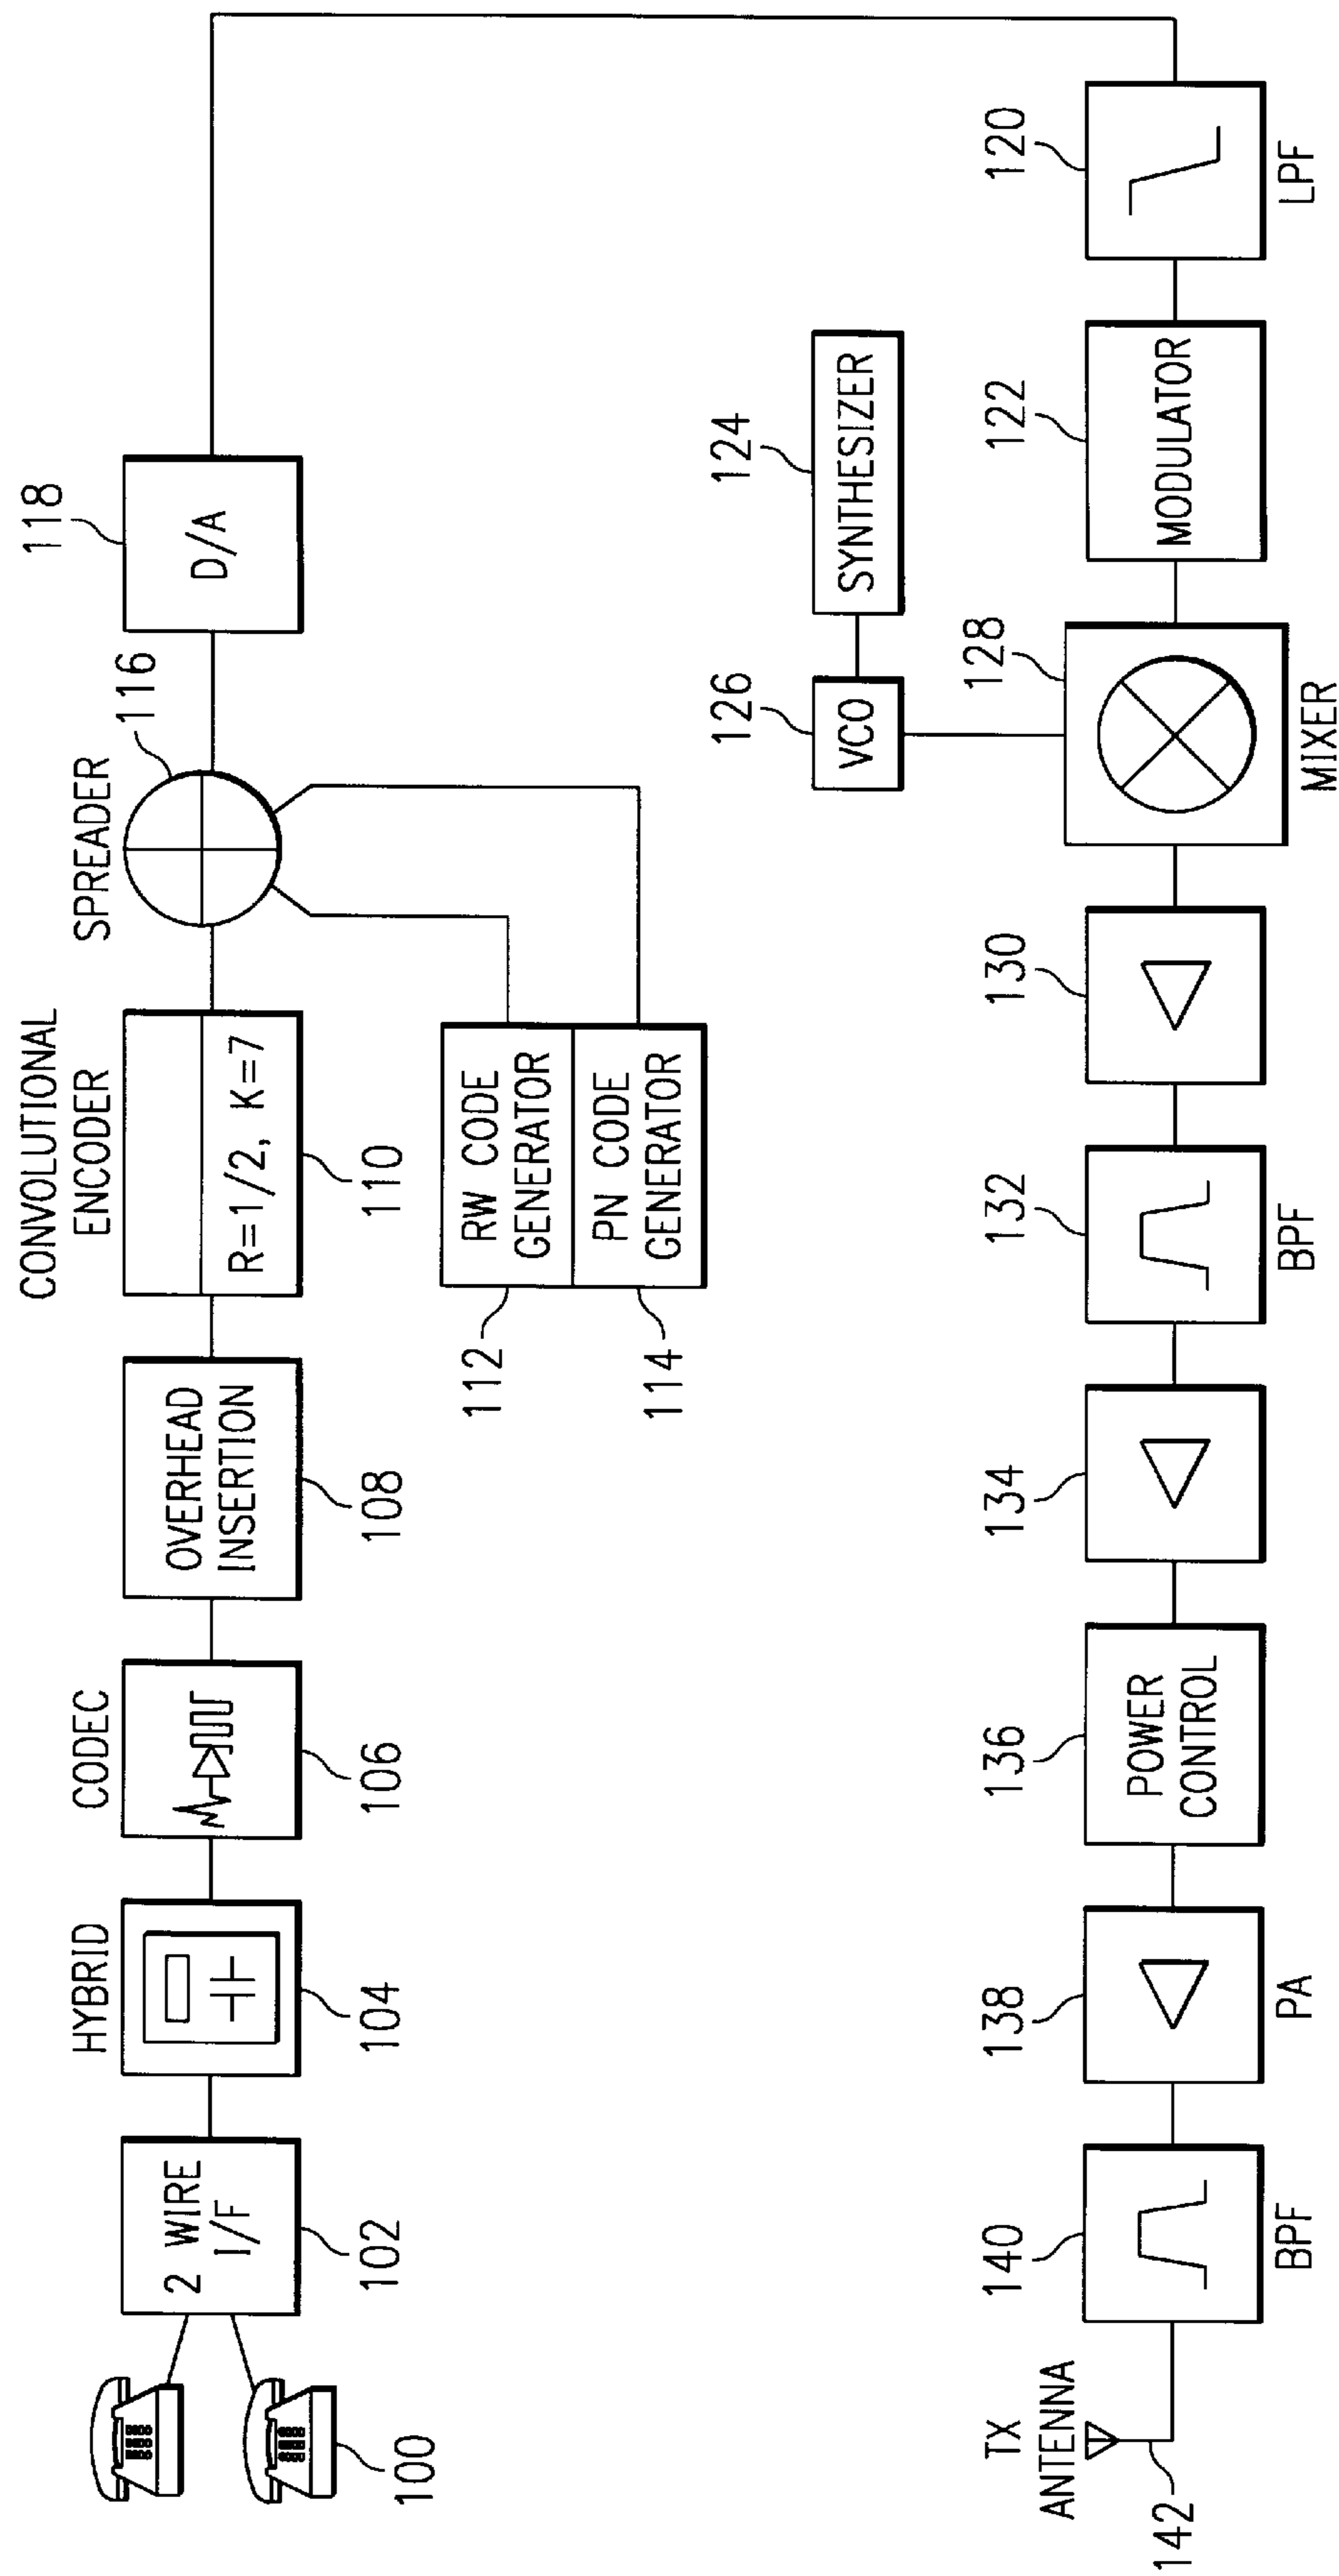 CONVOLUTIONAL
ENCODER
SPREADER
HYBRID
CODEC
116
118
2 WIRE
I/F
OVERHEAD
INSERTION
R=1/2, K=7
D/A
100
102
104
106
108
110
RW CODE
GENERATOR
PN CODE
GENERATOR
112
114
126
124
VCO
SYNTHESIZER
TX
ANTENNA
142
140
138
136
134
132
130
128
122
120
POWER
CONTROL
MODULATOR
BPF
PA
BPF
MIXER
LPF